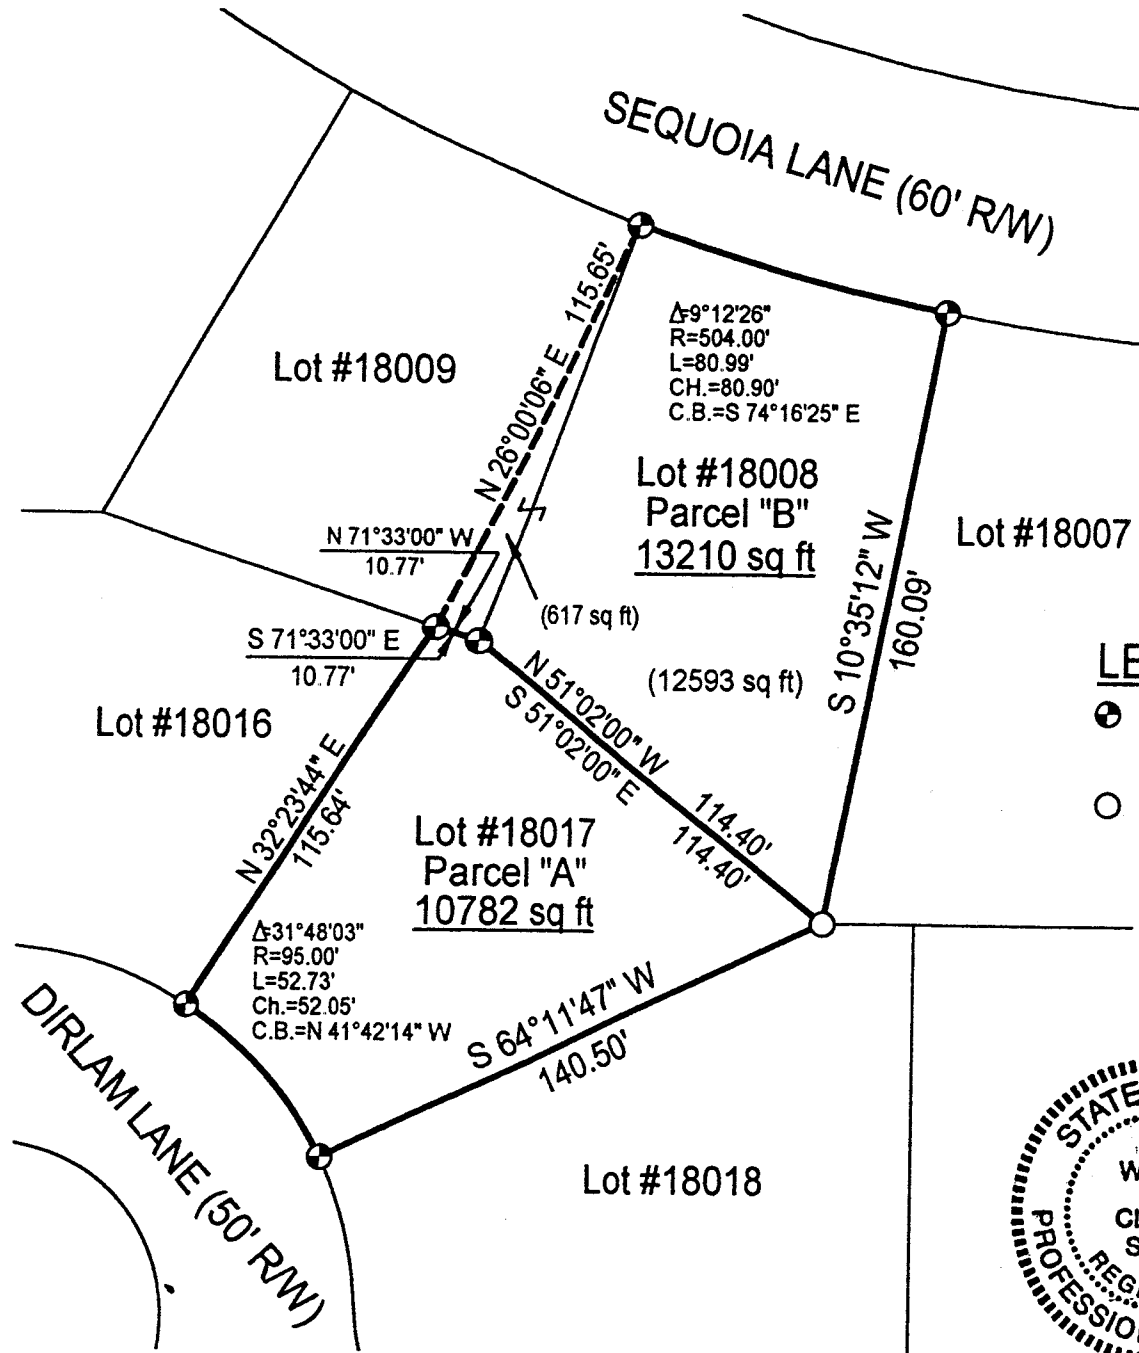 SEQUOIA LANE (60' R/W)
115.65'
N 26°00'06" E
Δ=9°12'26"
R=504.00'
L=80.99'
CH.=80.90'
C.B.=S 74°16'25" E
Lot #18009
Lot #18008
Parcel "B"
13210 sq ft
Lot #18007
N 71°33'00" W
10.77'
(617 sq ft)
S 71°33'00" E
10.77'
(12593 sq ft)
S 10°35'12" W
160.09'
LE
N 51°02'00" W
S 51°02'00" E
114.40'
114.40'
Lot #18016
N 32°23'44" E
115.64'
Lot #18017
Parcel "A"
10782 sq ft
Δ=31°48'03"
R=95.00'
L=52.73'
Ch.=52.05'
C.B.=N 41°42'14" W
S 64°11'47" W
140.50'
DIRLAM LANE (50' R/W)
Lot #18018
STATE
W
S
REGI
PROFESSIO